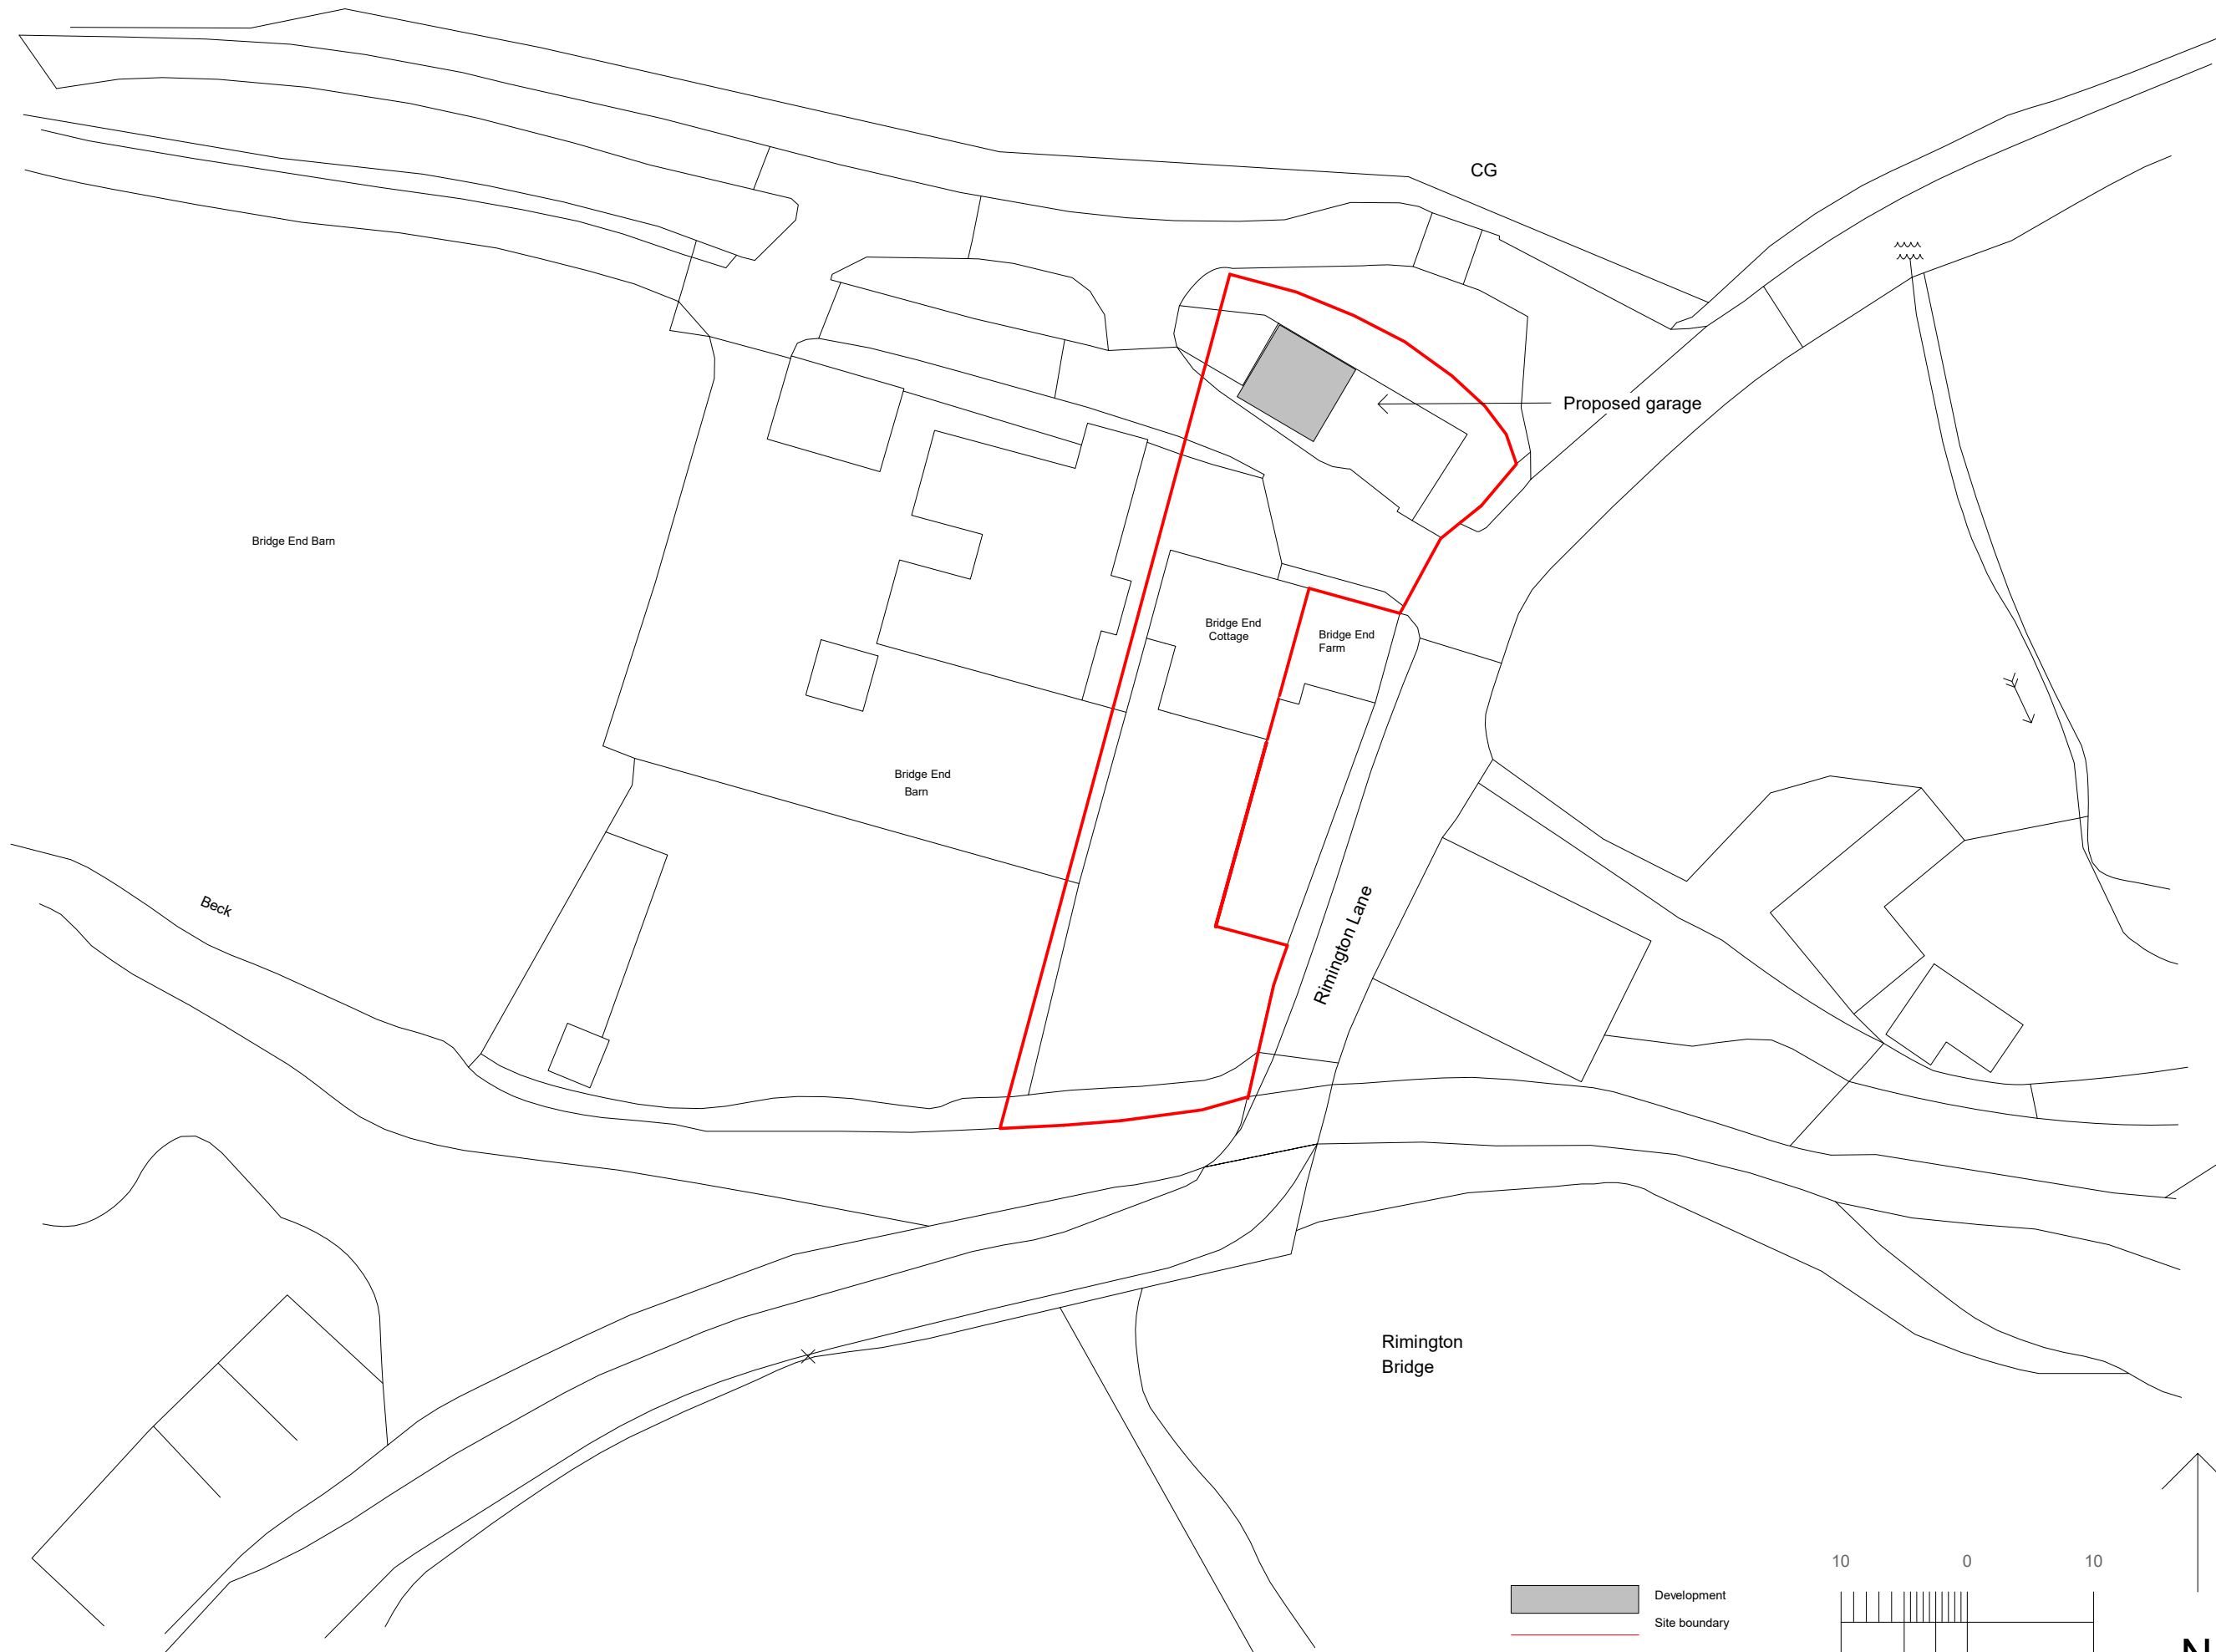 CG
Proposed garage
Bridge End Barn
Bridge End
Cottage
Bridge End
Farm
Bridge End
Barn
Beck
Rimington Lane
Rimington
Bridge
10 0 10
Development
Site boundary
N